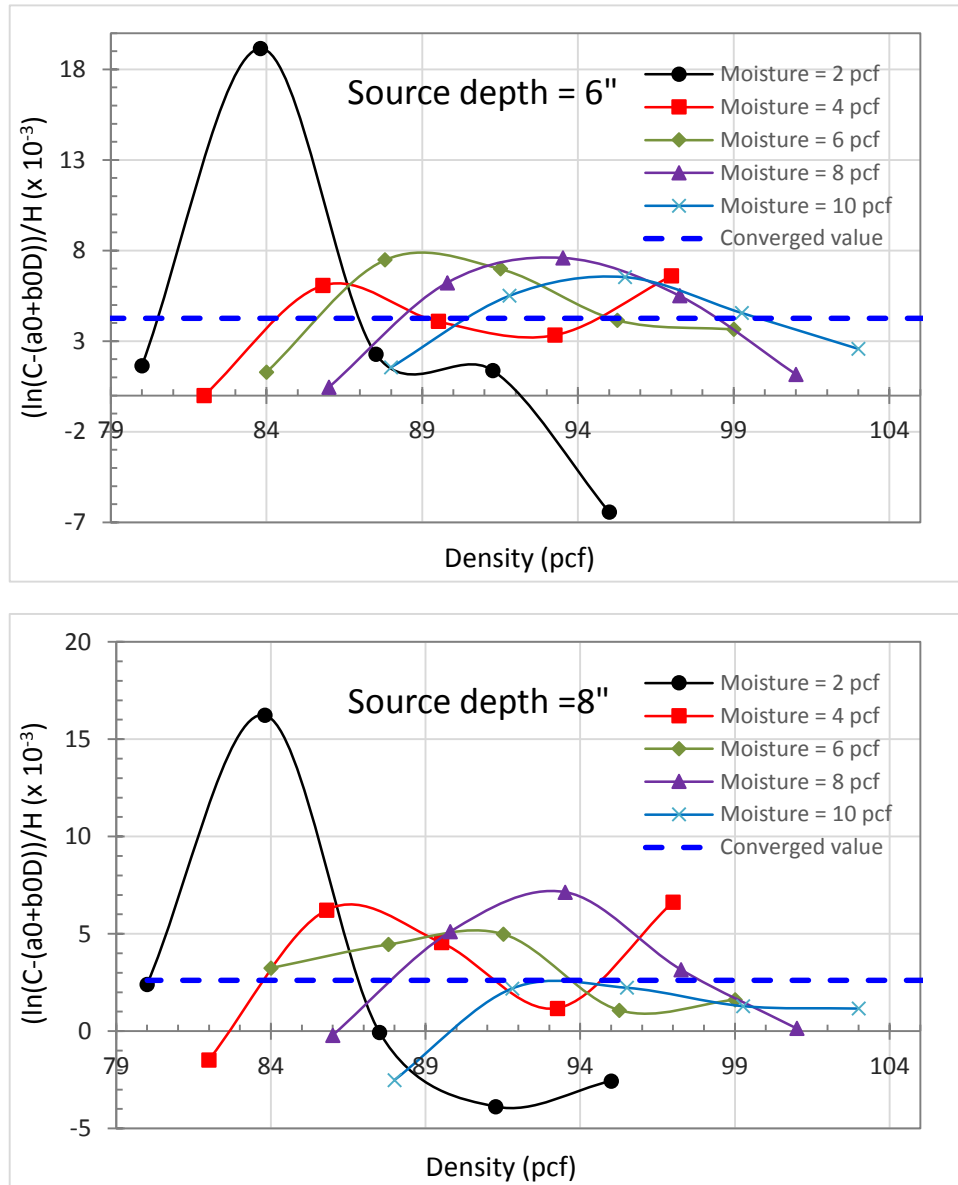 18
13
8
3
-2
-7
79
84
89
94
99
104
(ln(C-(a0+b0D))/H (x 10⁻³)
Density (pcf)
Source depth = 6"
Moisture = 2 pcf
Moisture = 4 pcf
Moisture = 6 pcf
Moisture = 8 pcf
Moisture = 10 pcf
Converged value
20
15
10
5
0
-5
79
84
89
94
99
104
(ln(C-(a0+b0D))/H (x 10⁻³)
Density (pcf)
Source depth =8"
Moisture = 2 pcf
Moisture = 4 pcf
Moisture = 6 pcf
Moisture = 8 pcf
Moisture = 10 pcf
Converged value